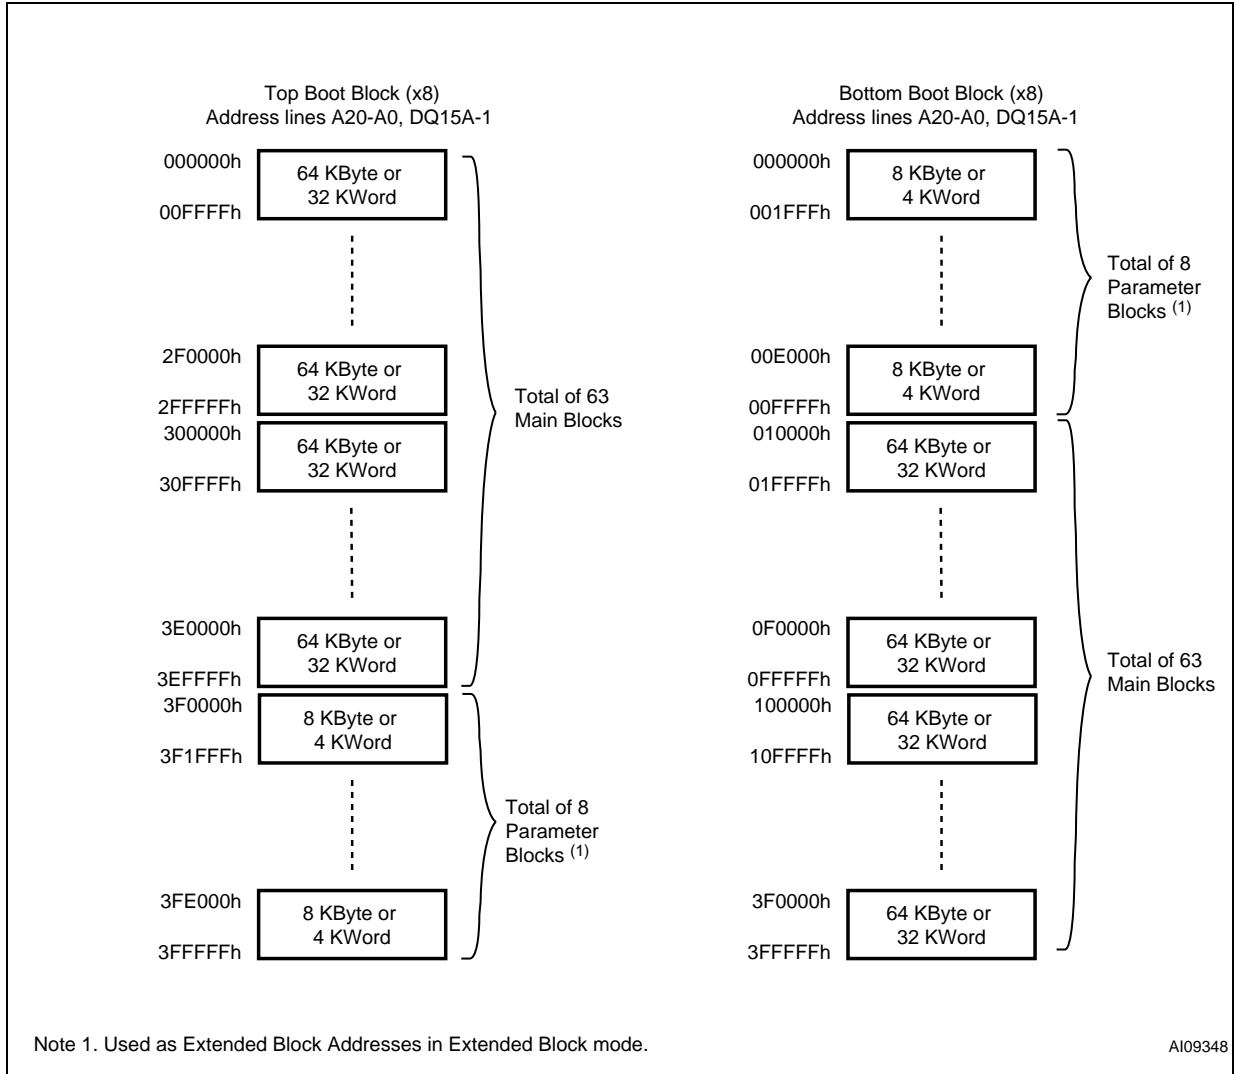 Top Boot Block (x8)
Address lines A20-A0, DQ15A-1
000000h
64 KByte or
32 KWord
00FFFFh
2F0000h
64 KByte or
32 KWord
2FFFFFh
300000h
64 KByte or
32 KWord
30FFFFh
Total of 63
Main Blocks
3E0000h
64 KByte or
32 KWord
3EFFFFh
3F0000h
8 KByte or
4 KWord
3F1FFFh
Total of 8
Parameter
Blocks (1)
3FE000h
8 KByte or
4 KWord
3FFFFFh
Bottom Boot Block (x8)
Address lines A20-A0, DQ15A-1
000000h
8 KByte or
4 KWord
001FFFh
Total of 8
Parameter
Blocks (1)
00E000h
8 KByte or
4 KWord
00FFFFh
010000h
64 KByte or
32 KWord
01FFFFh
0F0000h
64 KByte or
32 KWord
0FFFFFh
Total of 63
Main Blocks
100000h
64 KByte or
32 KWord
10FFFFh
3F0000h
64 KByte or
32 KWord
3FFFFFh
Note 1. Used as Extended Block Addresses in Extended Block mode.
AI09348